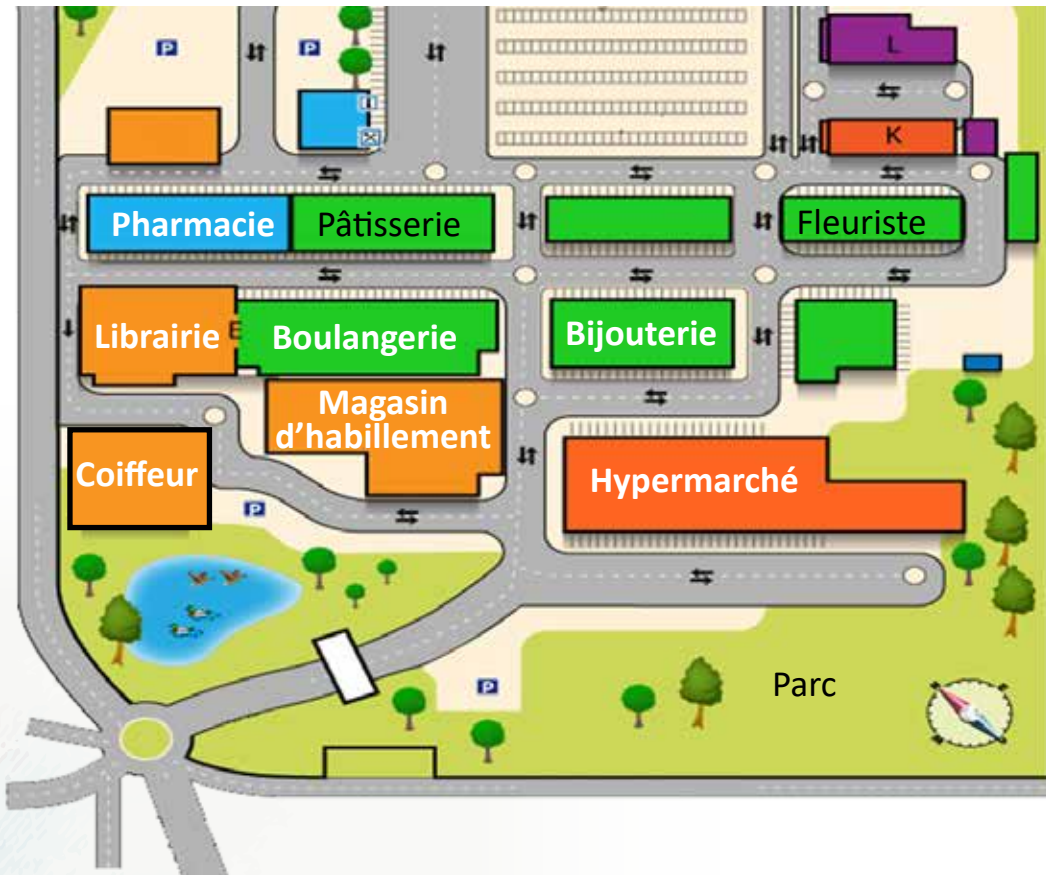 P
P
L
K
Pharmacie
Pâtisserie
Fleuriste
Librairie
E
Boulangerie
Bijouterie
Magasin
d'habillement
Coiffeur
P
Hypermarché
P
Parc